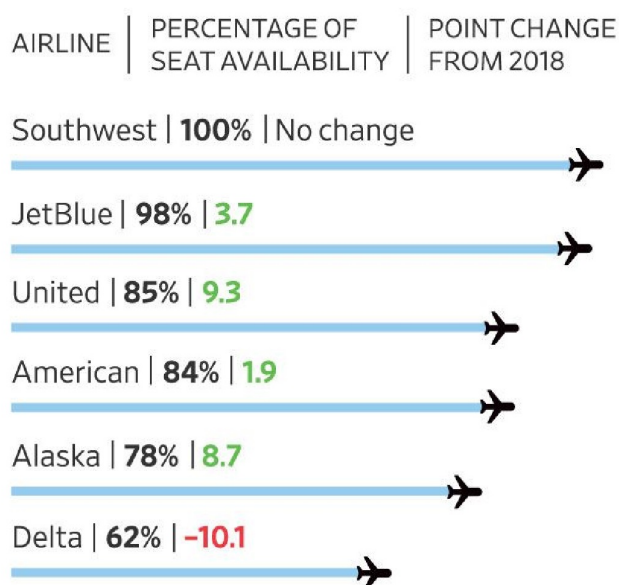 AIRLINE | PERCENTAGE OF SEAT AVAILABILITY | POINT CHANGE FROM 2018
Southwest | 100% | No change
JetBlue | 98% | 3.7
United | 85% | 9.3
American | 84% | 1.9
Alaska | 78% | 8.7
Delta | 62% | –10.1